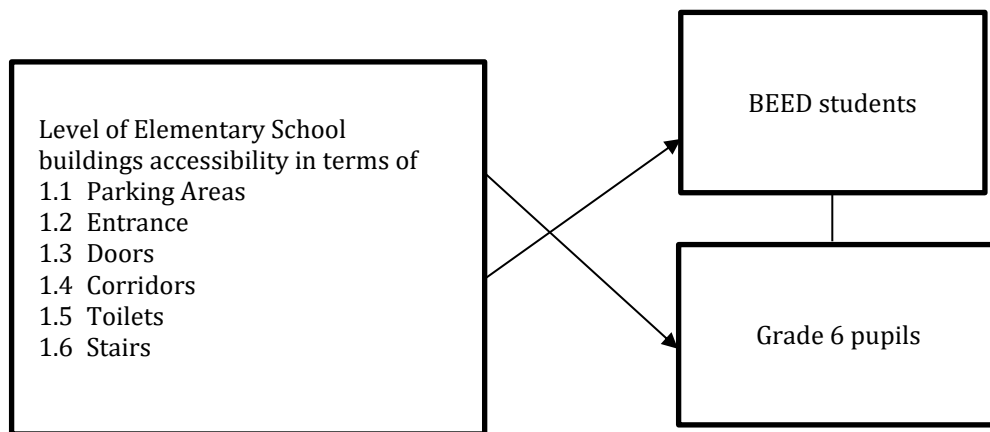 Level of Elementary School
buildings accessibility in terms of
1.1 Parking Areas
1.2 Entrance
1.3 Doors
1.4 Corridors
1.5 Toilets
1.6 Stairs
BEED students
Grade 6 pupils